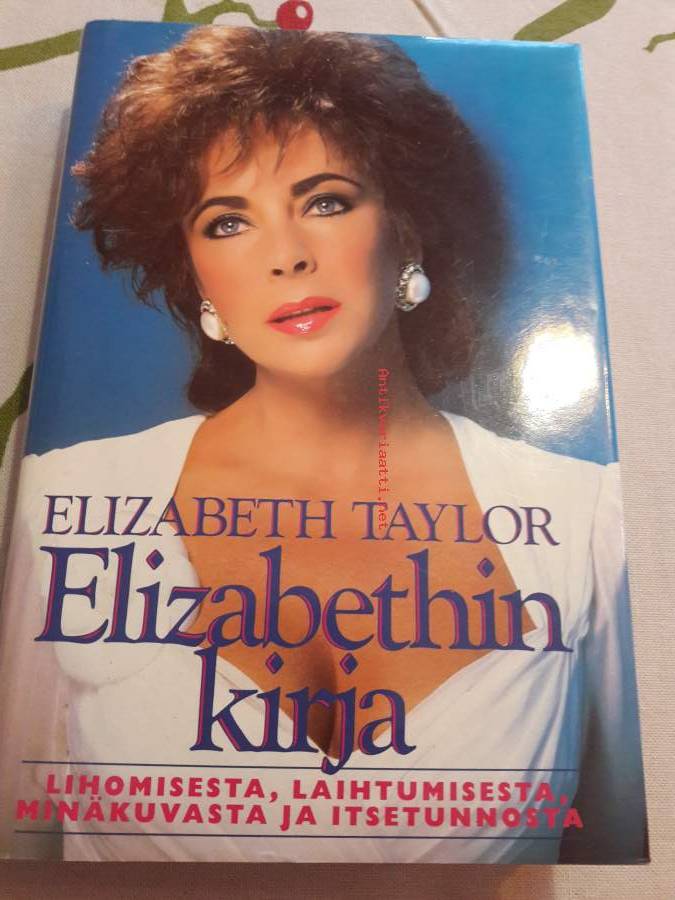 Antikvariaatti.net
ELIZABETH TAYLOR
Elizabethin
kirja
LIHOMISESTA, LAIHTUMISESTA,
MINÄKUVASTA JA ITSETUNNOSTA